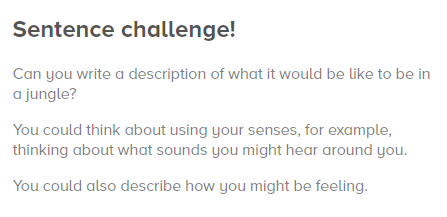 Sentence challenge!
Can you write a description of what it would be like to be in
a jungle?
You could think about using your senses, for example,
thinking about what sounds you might hear around you.
You could also describe how you might be feeling.